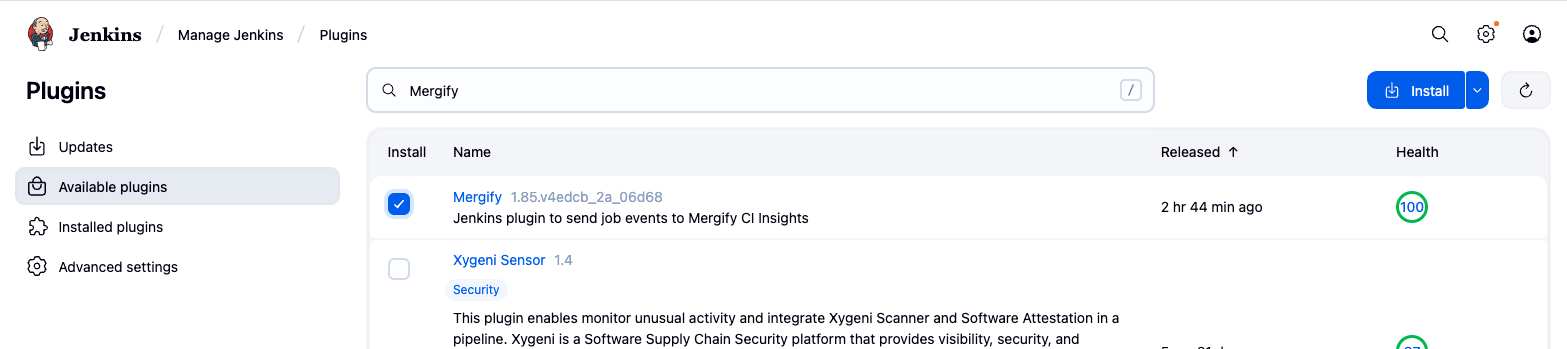 Jenkins / Manage Jenkins / Plugins
Plugins
Mergify /
Install
Updates
Available plugins
Installed plugins
Advanced settings
Install Name Released ↑ Health
Mergify 1.85.v4edcb_2a_06d68
Jenkins plugin to send job events to Mergify CI Insights
2 hr 44 min ago
100
Xygeni Sensor 1.4
Security
This plugin enables monitor unusual activity and integrate Xygeni Scanner and Software Attestation in a
pipeline. Xygeni is a Software Supply Chain Security platform that provides visibility, security, and